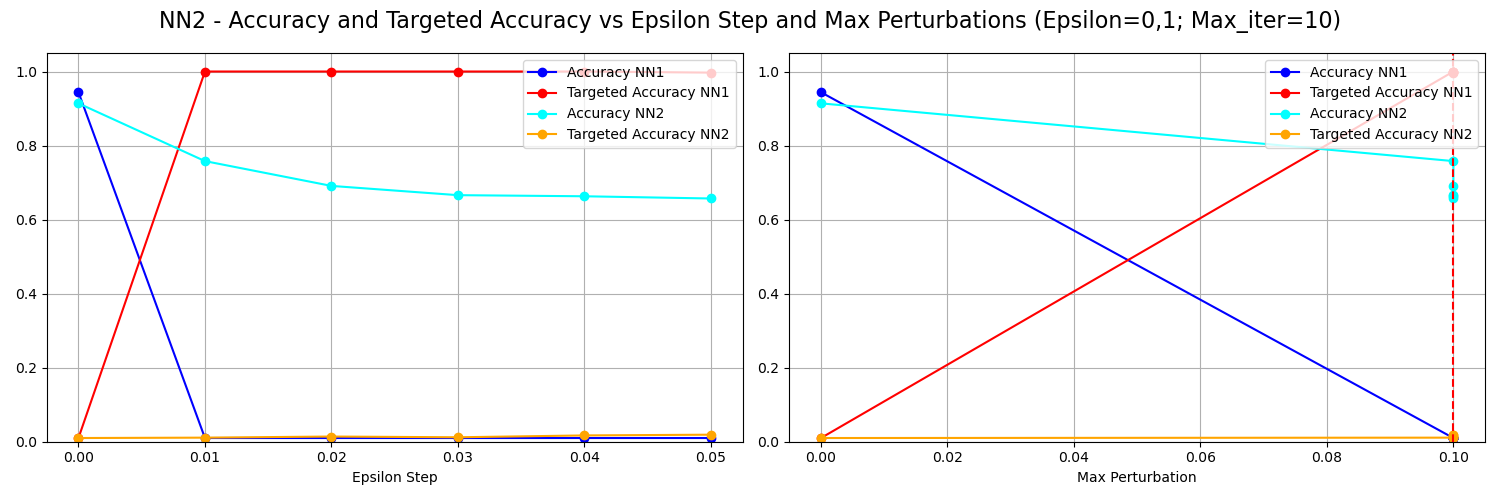 NN2 - Accuracy and Targeted Accuracy vs Epsilon Step and Max Perturbations (Epsilon=0,1; Max_iter=10)
1.0
0.8
0.6
0.4
0.2
0.0
0.00 0.01 0.02 0.03 0.04 0.05
Epsilon Step
Accuracy NN1
Targeted Accuracy NN1
Accuracy NN2
Targeted Accuracy NN2
1.0
0.8
0.6
0.4
0.2
0.0
0.00 0.02 0.04 0.06 0.08 0.10
Max Perturbation
Accuracy NN1
Targeted Accuracy NN1
Accuracy NN2
Targeted Accuracy NN2